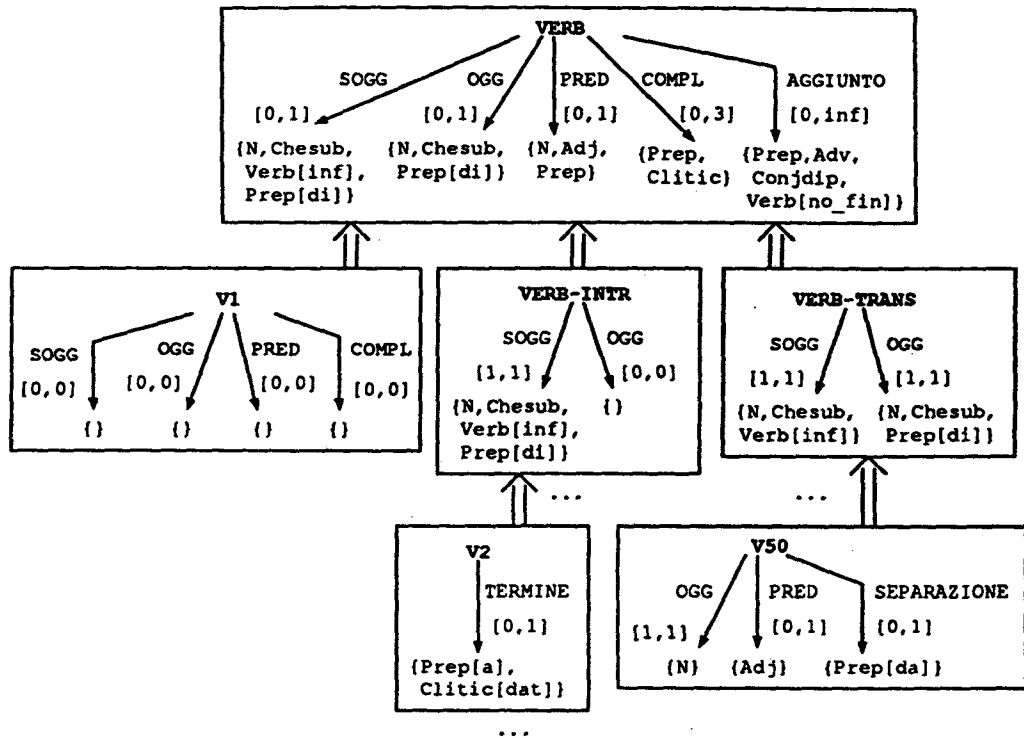 VERB
SOGG OGG PRED COMPL AGGIUNTO
[0,1] [0,1] [0,1] [0,3] [0,inf]
{N,Chesub, {N,Chesub, {N,Adj, {Prep, {Prep,Adv,
Verb[inf], Prep[di]} Prep} Clitic} Conjdip,
Prep[di]} Verb[no_fin]}
V1
SOGG OGG PRED COMPL
[0,0] [0,0] [0,0] [0,0]
{} {} {} {}
VERB-INTR
SOGG OGG
[1,1] [0,0]
{N,Chesub, {}
Verb[inf],
Prep[di]}
VERB-TRANS
SOGG OGG
[1,1] [1,1]
{N,Chesub, {N,Chesub,
Verb[inf]} Prep[di]}
... ...
V2
TERMINE
[0,1]
{Prep[a],
Clitic[dat]}
V50
OGG PRED SEPARAZIONE
[1,1] [0,1] [0,1]
{N} {Adj} {Prep[da]}
...